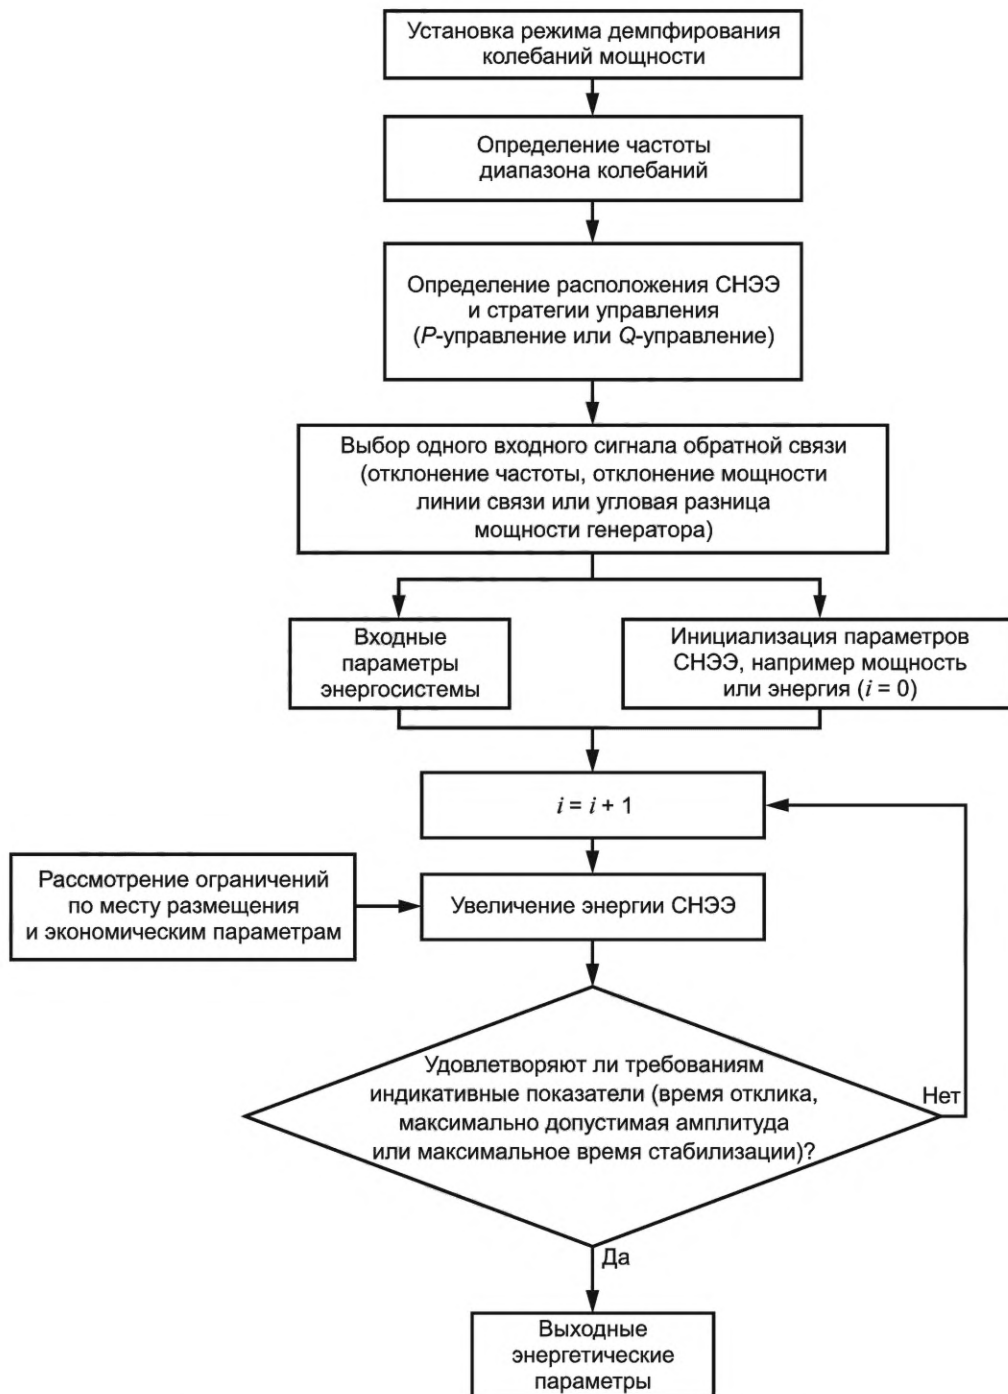 Установка режима демпфирования
колебаний мощности
Определение частоты
диапазона колебаний
Определение расположения СНЭЭ
и стратегии управления
(P-управление или Q-управление)
Выбор одного входного сигнала обратной связи
(отклонение частоты, отклонение мощности
линии связи или угловая разница
мощности генератора)
Входные
параметры
энергосистемы
Инициализация параметров
СНЭЭ, например мощность
или энергия (i = 0)
i = i + 1
Рассмотрение ограничений
по месту размещения
и экономическим параметрам
Увеличение энергии СНЭЭ
Удовлетворяют ли требованиям
индикативные показатели (время отклика,
максимально допустимая амплитуда
или максимальное время стабилизации)?
Нет
Да
Выходные
энергетические
параметры